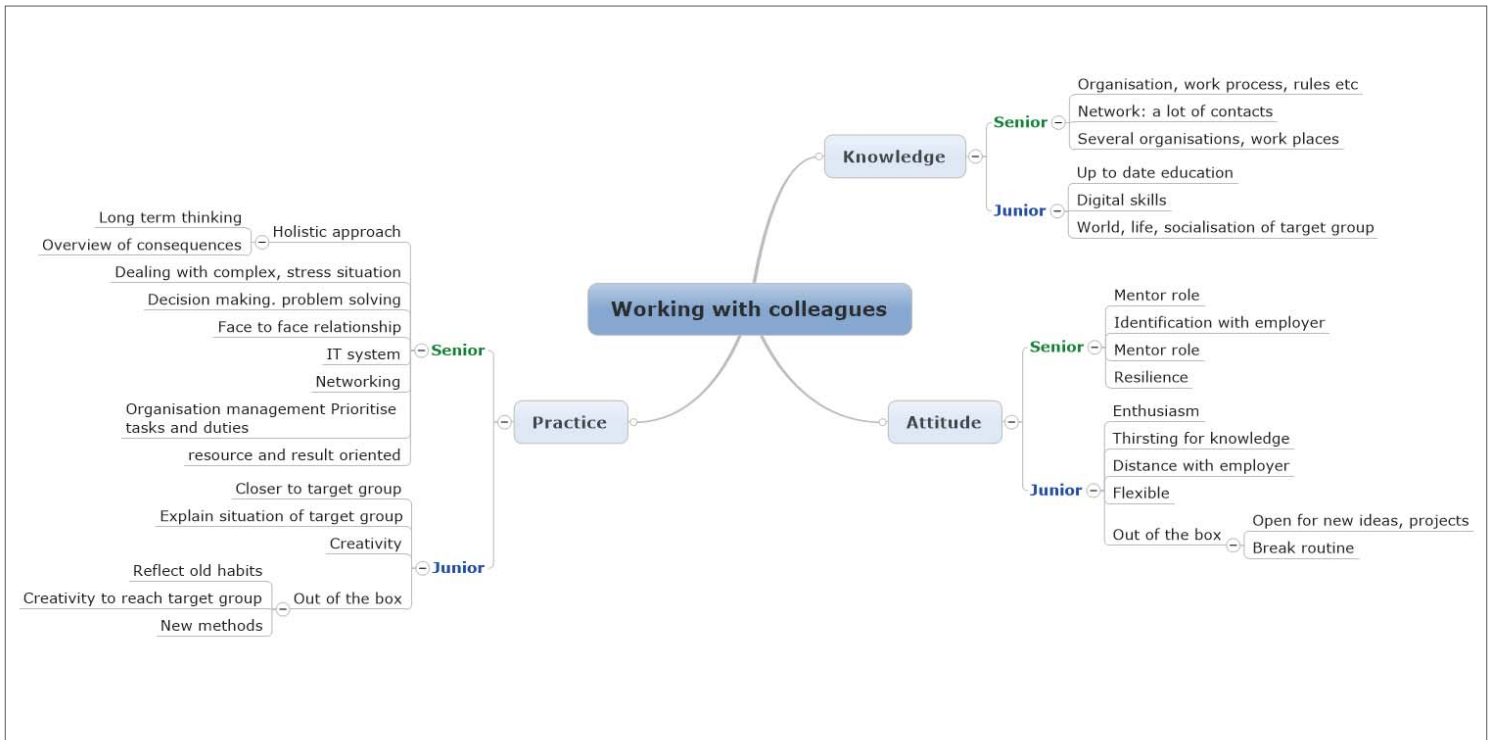 Working with colleagues
Knowledge
Senior
Organisation, work process, rules etc
Network: a lot of contacts
Several organisations, work places
Junior
Up to date education
Digital skills
World, life, socialisation of target group
Attitude
Senior
Mentor role
Identification with employer
Mentor role
Resilience
Junior
Enthusiasm
Thirsting for knowledge
Distance with employer
Flexible
Out of the box
Open for new ideas, projects
Break routine
Practice
Senior
Holistic approach
Long term thinking
Overview of consequences
Dealing with complex, stress situation
Decision making. problem solving
Face to face relationship
IT system
Networking
Organisation management Prioritise
tasks and duties
resource and result oriented
Junior
Closer to target group
Explain situation of target group
Creativity
Out of the box
Reflect old habits
Creativity to reach target group
New methods